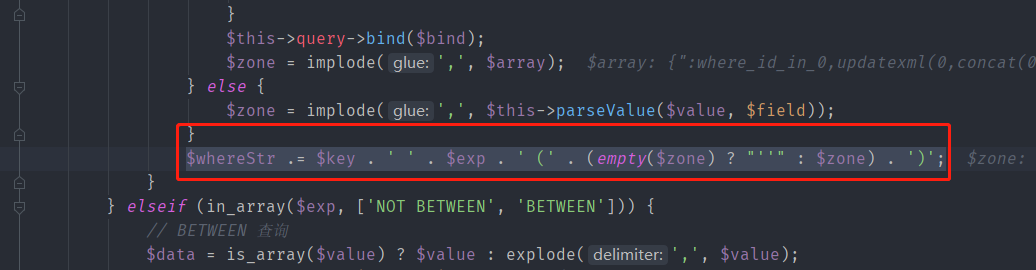 }
$this->query->bind($bind);
$zone = implode( glue: ',', $array);  $array: {":where_id_in_0,updatexml(0,concat(0
} else {
$zone = implode( glue: ',', $this->parseValue($value, $field));
}
$whereStr .= $key . ' ' . $exp . ' (' . (empty($zone) ? "''" : $zone) . ')';  $zone:
}
} elseif (in_array($exp, ['NOT BETWEEN', 'BETWEEN'])) {
// BETWEEN 查询
$data = is_array($value) ? $value : explode( delimiter: ',', $value);